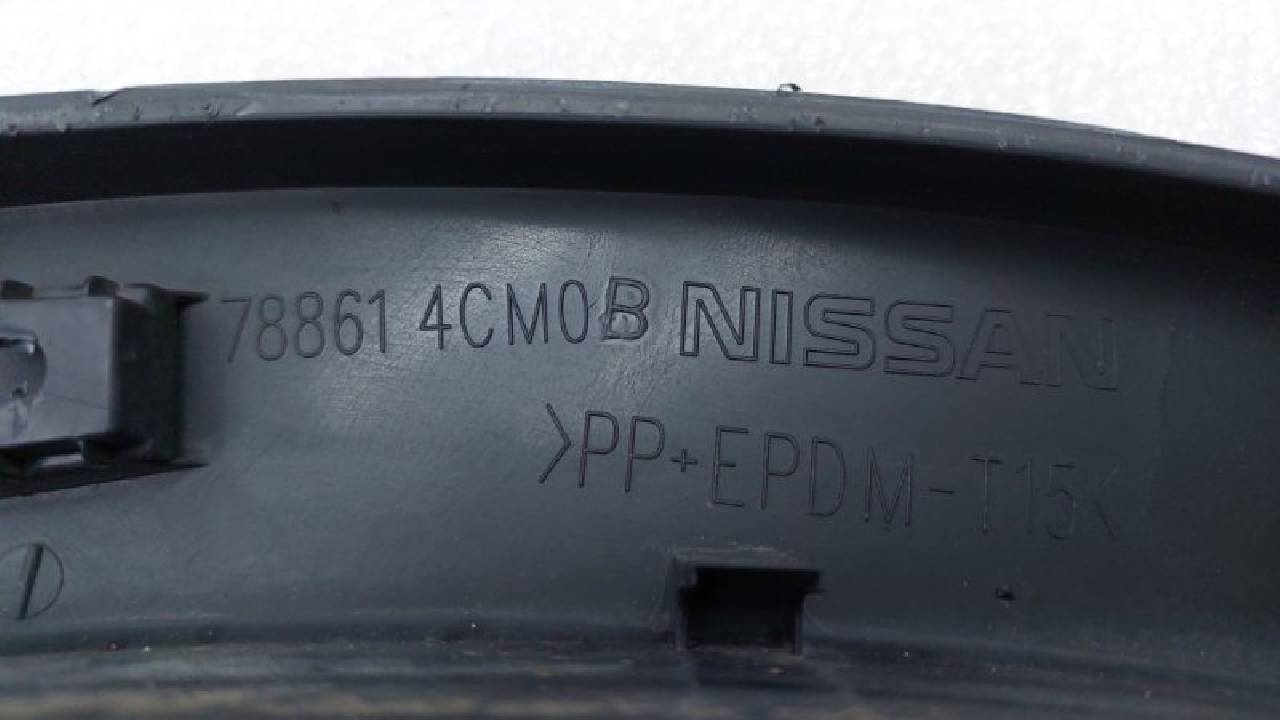 78861 4CM0B NISSAN
>PP+EPDM-T15<